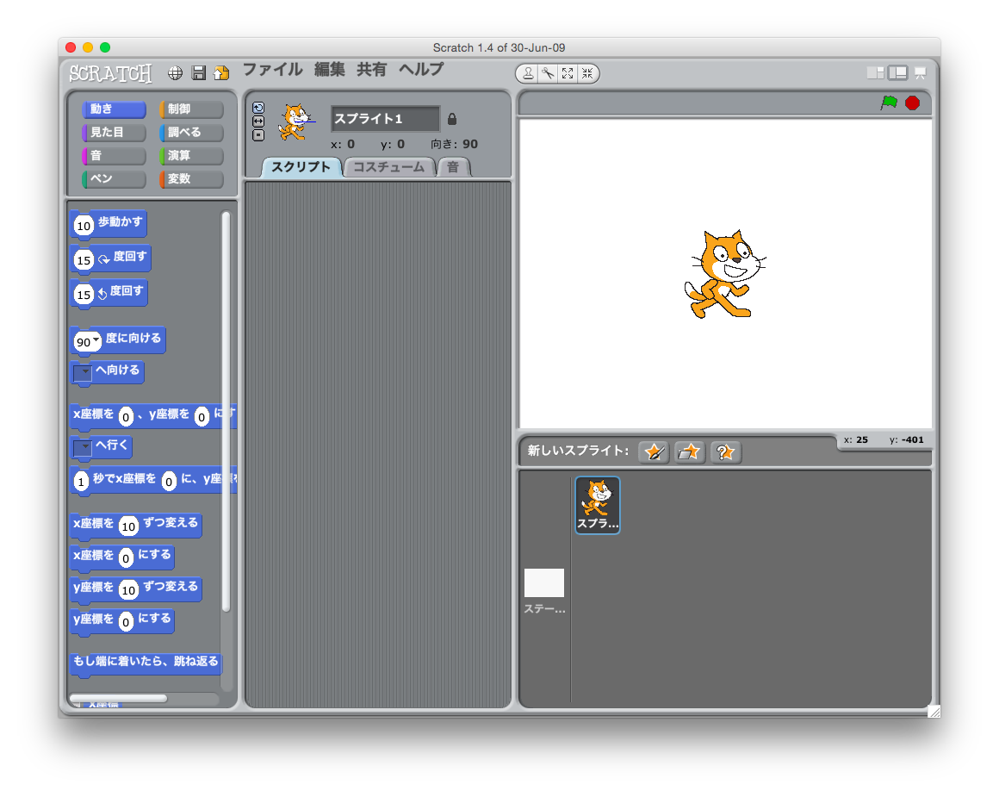 Scratch 1.4 of 30-Jun-09
SCRATCH
ファイル 編集 共有 ヘルプ
動き 制御
見た目 調べる
音 演算
ペン 変数
スプライト1
x: 0 y: 0 向き: 90
スクリプト コスチューム 音
10 歩動かす
15 度回す
15 度回す
90 度に向ける
へ向ける
x座標を 0 、y座標を 0 にす
へ行く
1 秒でx座標を 0 に、y座標を
x座標を 10 ずつ変える
x座標を 0 にする
y座標を 10 ずつ変える
y座標を 0 にする
もし端に着いたら、跳ね返る
x座標
x: 25 y: -401
新しいスプライト:
スプラ...
ステー...